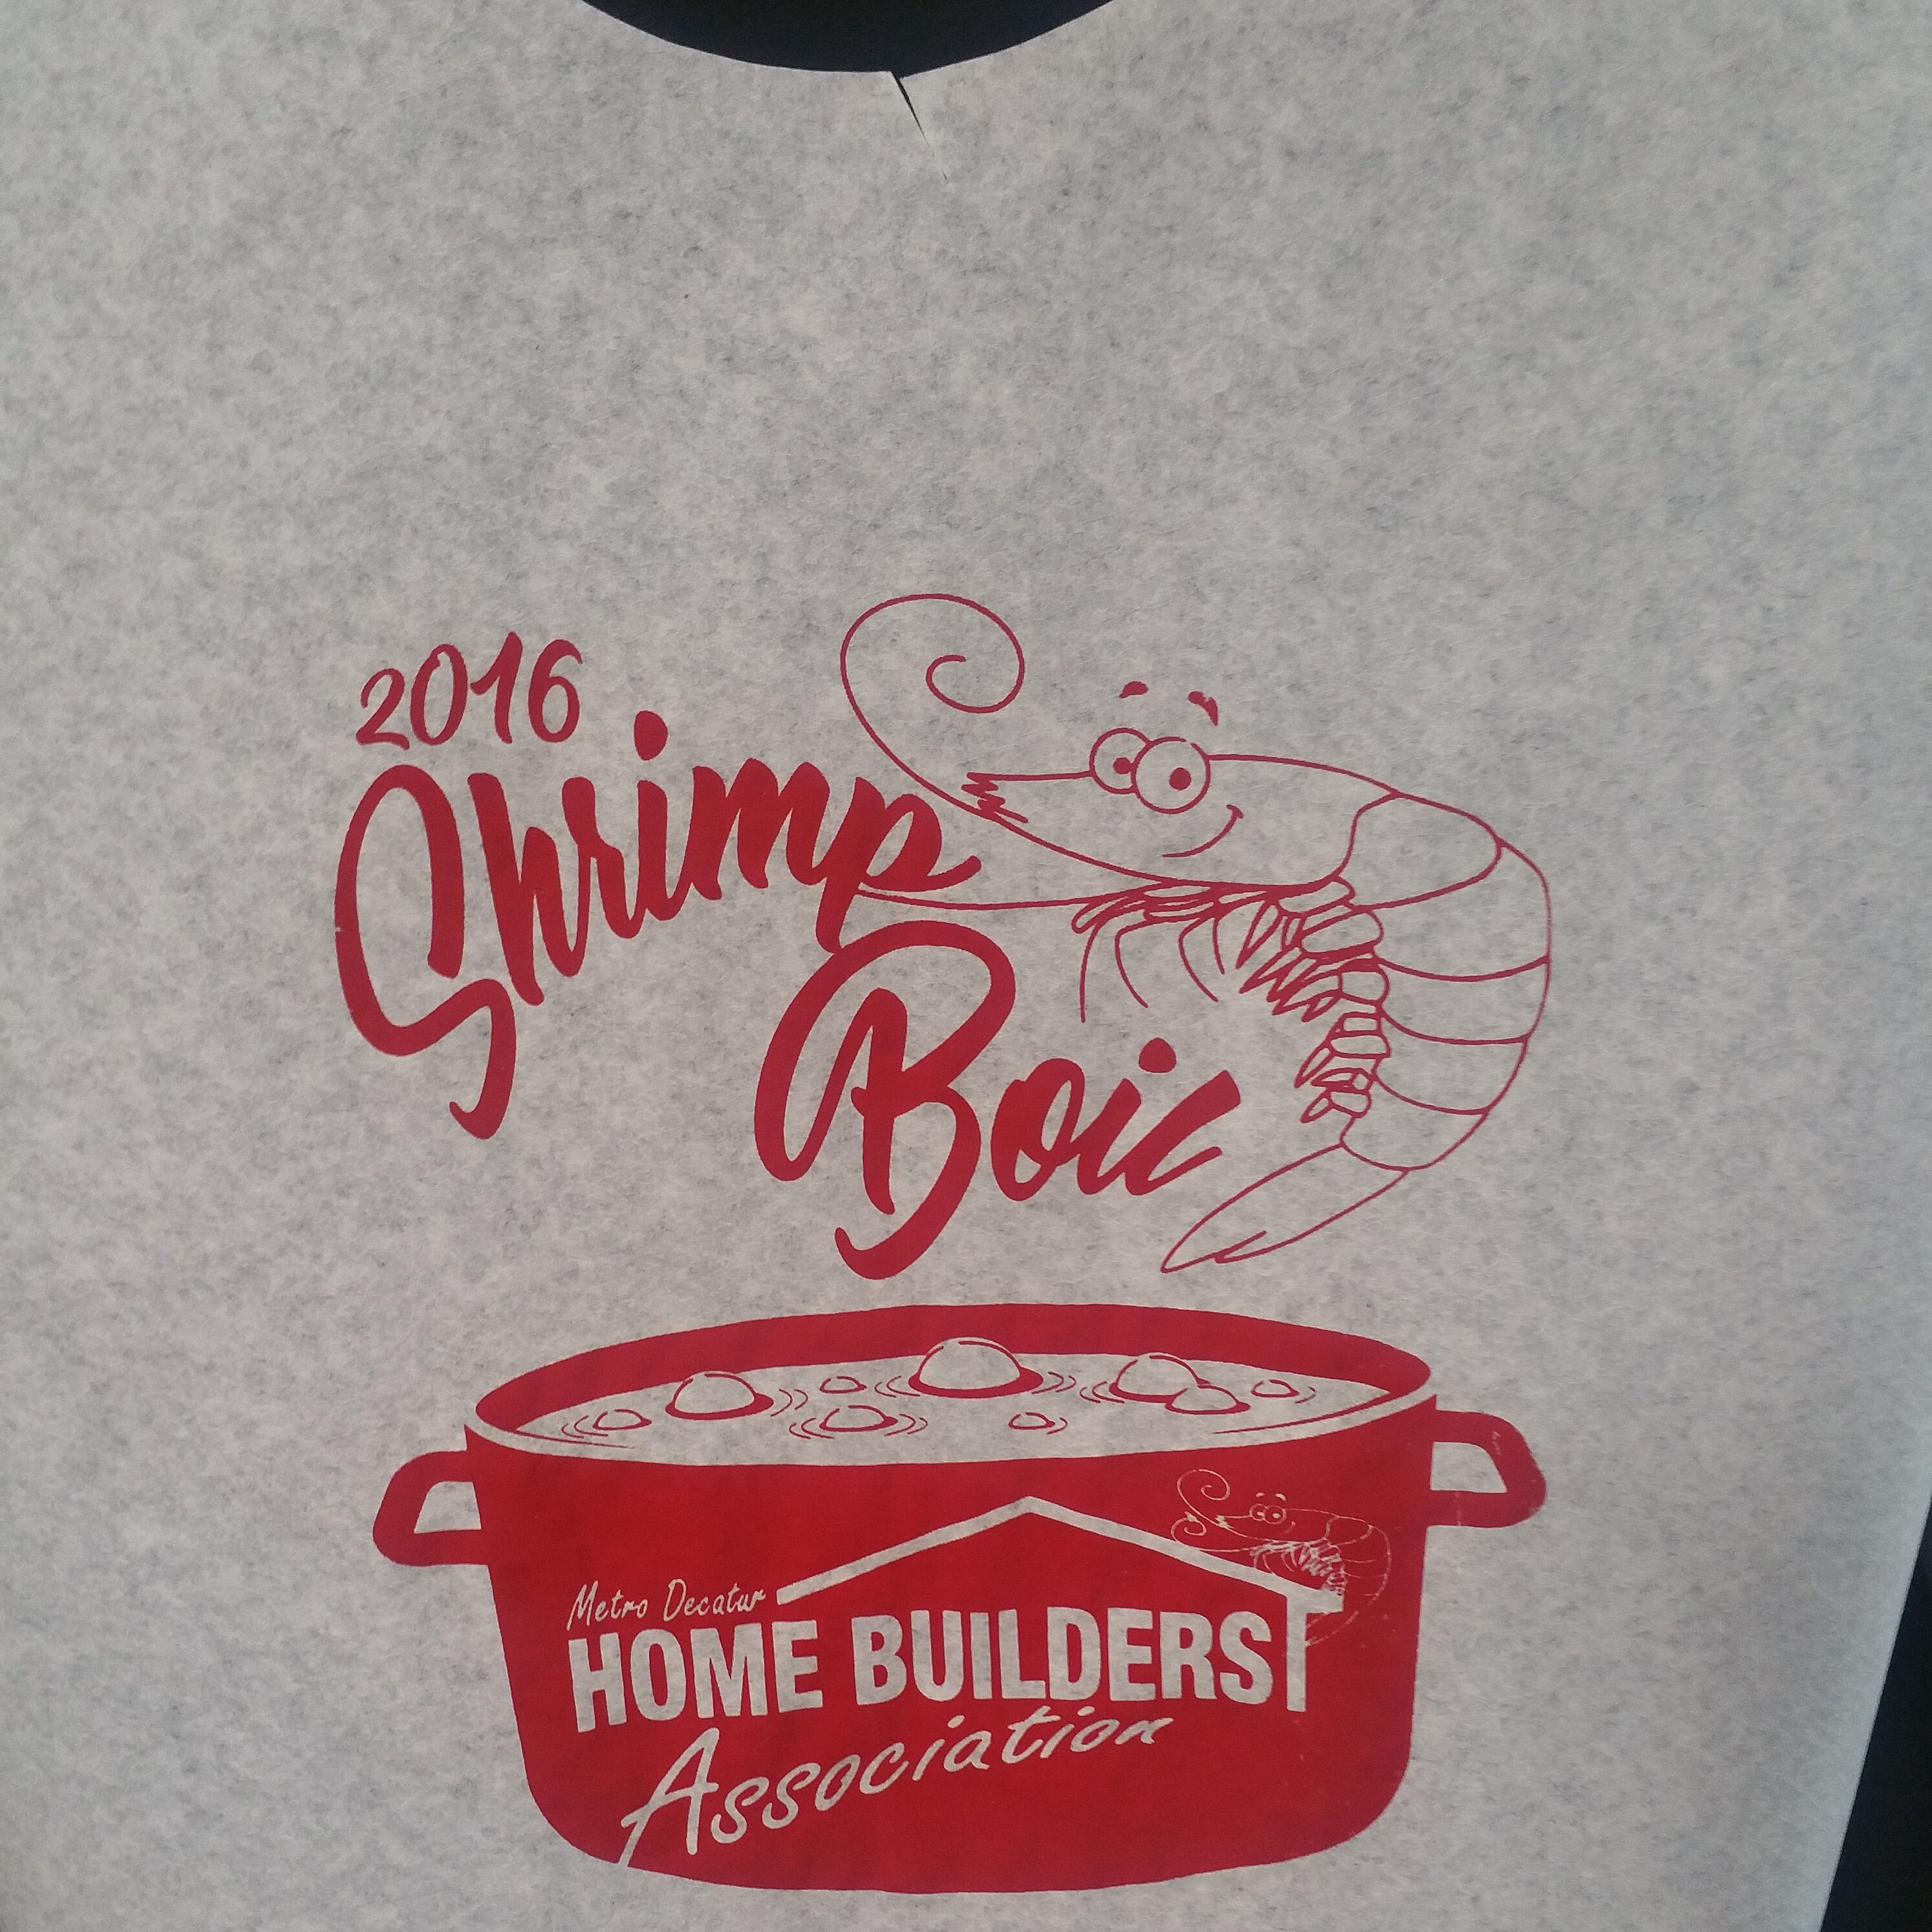 2016
Shrimp
Boil
Metro Decatur
HOME BUILDERS
Association